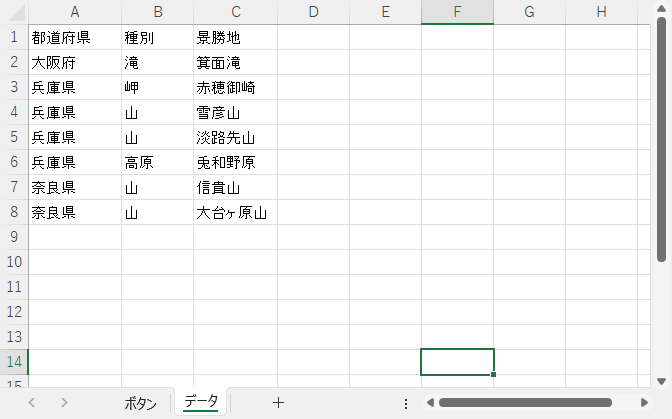 A B C D E F G H
1 都道府県 種別 景勝地
2 大阪府 滝 箕面滝
3 兵庫県 岬 赤穂御崎
4 兵庫県 山 雪彦山
5 兵庫県 山 淡路先山
6 兵庫県 高原 兎和野原
7 奈良県 山 信貴山
8 奈良県 山 大台ヶ原山
9
10
11
12
13
14
15
ボタン データ